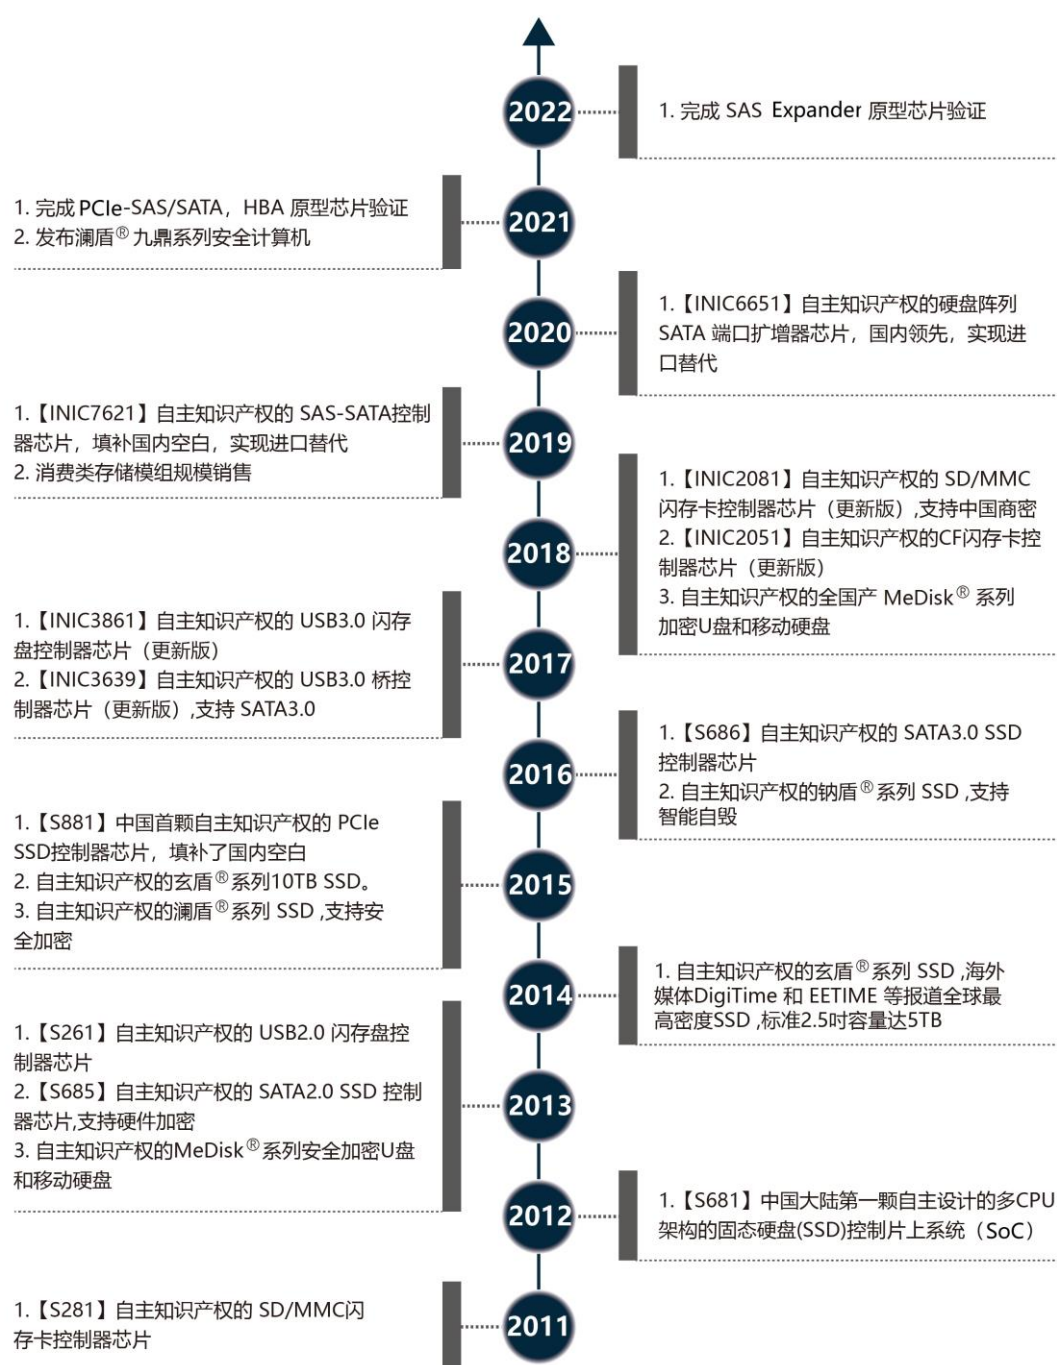 2022
1. 完成 SAS Expander 原型芯片验证
1. 完成 PCIe-SAS/SATA，HBA 原型芯片验证
2. 发布澜盾® 九鼎系列安全计算机
2021
2020
1.【INIC6651】自主知识产权的硬盘阵列
SATA 端口扩增器芯片，国内领先，实现进
口替代
1.【INIC7621】自主知识产权的 SAS-SATA控制
器芯片，填补国内空白，实现进口替代
2. 消费类存储模组规模销售
2019
2018
1.【INIC2081】自主知识产权的 SD/MMC
闪存卡控制器芯片（更新版）,支持中国商密
2.【INIC2051】自主知识产权的CF闪存卡控
制器芯片（更新版）
3. 自主知识产权的全国产 MeDisk® 系列
加密U盘和移动硬盘
1.【INIC3861】自主知识产权的 USB3.0 闪存
盘控制器芯片（更新版）
2.【INIC3639】自主知识产权的 USB3.0 桥控
制器芯片（更新版）,支持 SATA3.0
2017
2016
1.【S686】自主知识产权的 SATA3.0 SSD
控制器芯片
2. 自主知识产权的钠盾®系列 SSD ,支持
智能自毁
1.【S881】中国首颗自主知识产权的 PCIe
SSD控制器芯片，填补了国内空白
2. 自主知识产权的玄盾®系列10TB SSD。
3. 自主知识产权的澜盾®系列 SSD ,支持安
全加密
2015
2014
1. 自主知识产权的玄盾®系列 SSD ,海外
媒体DigiTime 和 EETIME 等报道全球最
高密度SSD ,标准2.5吋容量达5TB
1.【S261】自主知识产权的 USB2.0 闪存盘控
制器芯片
2.【S685】自主知识产权的 SATA2.0 SSD 控制
器芯片,支持硬件加密
3. 自主知识产权的MeDisk®系列安全加密U盘
和移动硬盘
2013
2012
1.【S681】中国大陆第一颗自主设计的多CPU
架构的固态硬盘(SSD)控制片上系统（SoC）
1.【S281】自主知识产权的 SD/MMC闪
存卡控制器芯片
2011